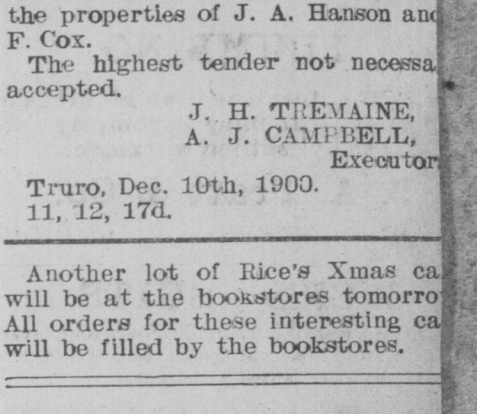 the properties of J. A. Hanson and
F. Cox.
The highest tender not necessa
accepted.
J. H. TREMAINE,
A. J. CAMPBELL,
Executor
Truro, Dec. 10th, 1900.
11, 12, 17d.
Another lot of Rice's Xmas ca
will be at the bookstores tomorro
All orders for these interesting ca
will be filled by the bookstores.